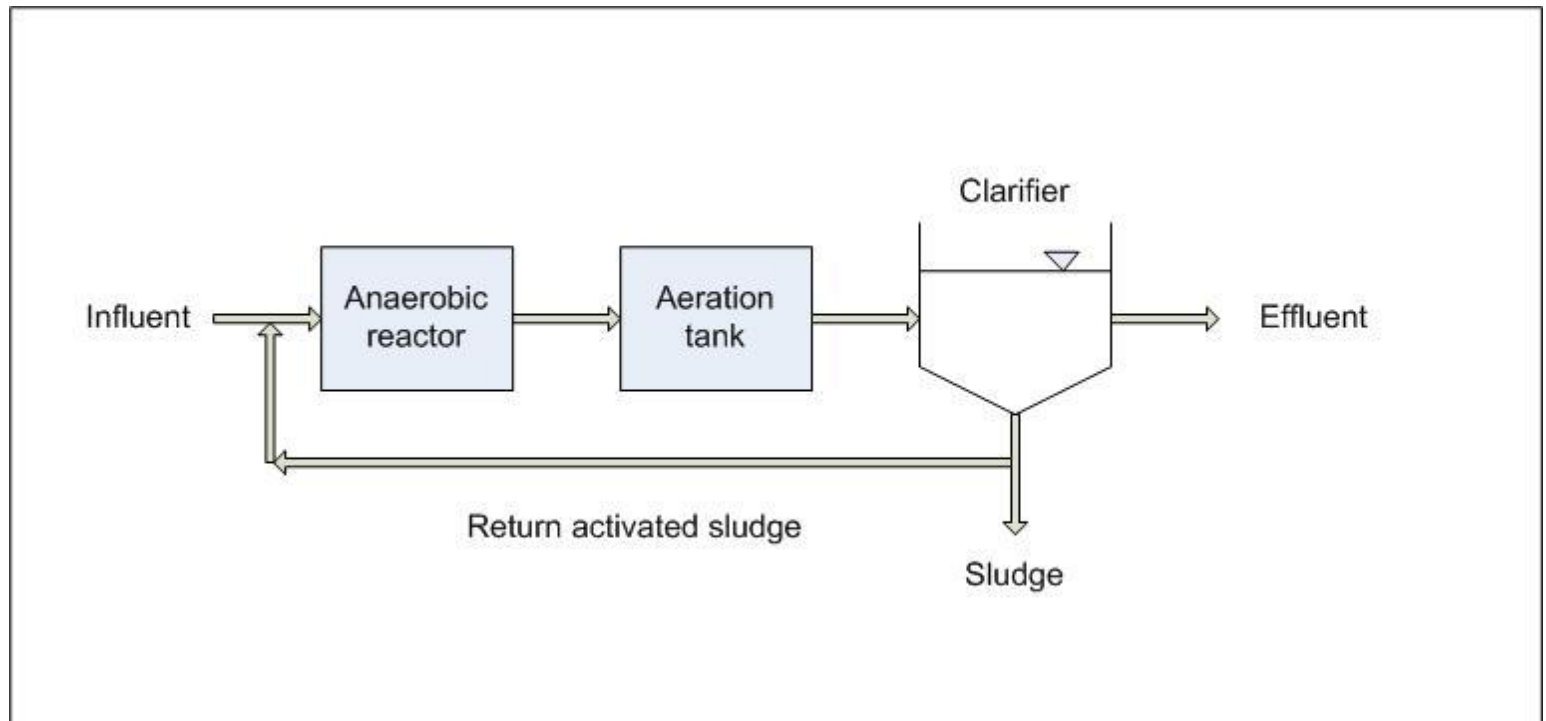 Clarifier
Influent
Anaerobic
reactor
Aeration
tank
Effluent
Return activated sludge
Sludge